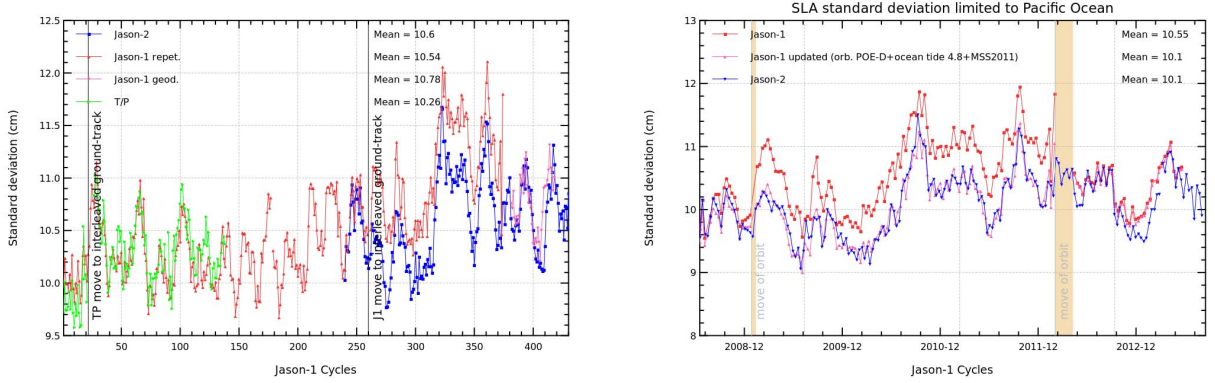 Standard deviation (cm)
12.5
12.0
11.5
11.0
10.5
10.0
9.5
Jason-2
Mean = 10.6
Jason-1 repet.
Mean = 10.54
Jason-1 geod.
Mean = 10.78
T/P
Mean = 10.26
TP move to interleaved ground-track
J1 move to interleaved ground-track
50
100
150
200
250
300
350
400
Jason-1 Cycles
SLA standard deviation limited to Pacific Ocean
Standard deviation (cm)
13
12
11
10
9
8
Jason-1
Mean = 10.55
Jason-1 updated (orb. POE-D+ocean tide 4.8+MSS2011)
Mean = 10.1
Jason-2
Mean = 10.1
move of orbit
move of orbit
2008-12
2009-12
2010-12
2011-12
2012-12
Jason-1 Cycles